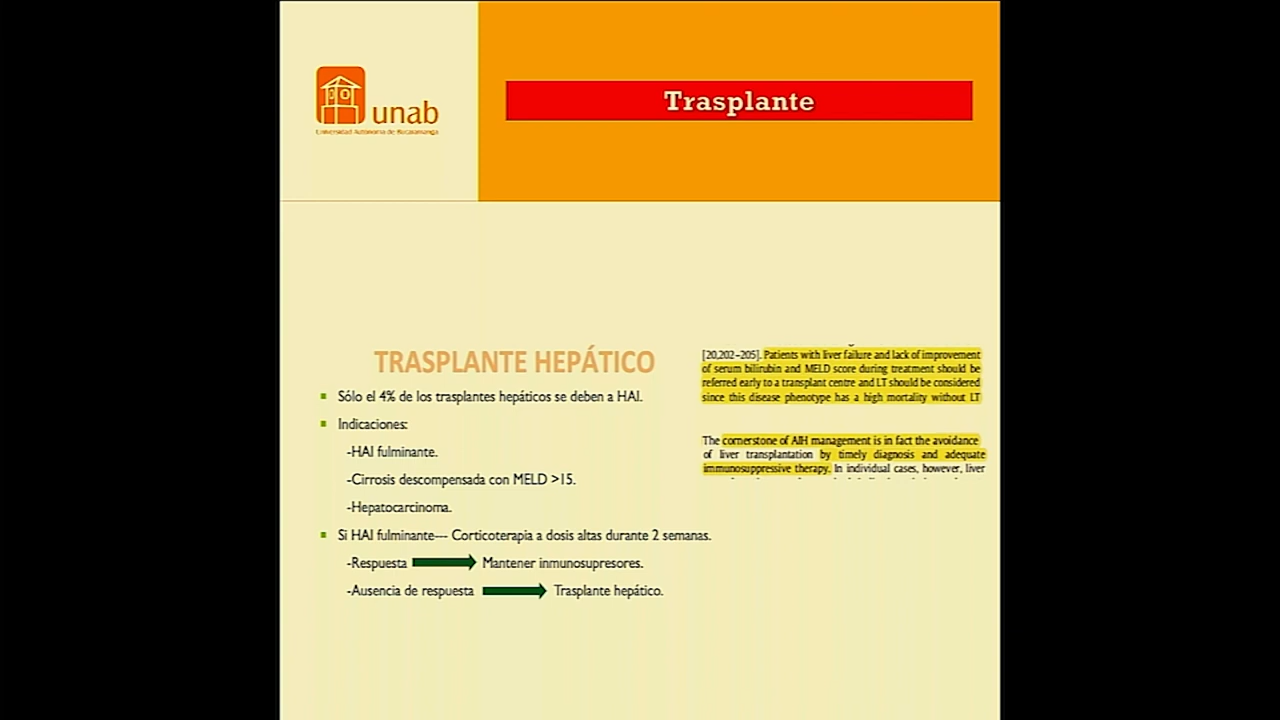 unab
Universidad Autónoma de Bucaramanga
Trasplante
TRASPLANTE HEPÁTICO
Sólo el 4% de los trasplantes hepáticos se deben a HAI.
Indicaciones:
-HAI fulminante.
-Cirrosis descompensada con MELD >15.
-Hepatocarcinoma.
Si HAI fulminante--- Corticoterapia a dosis altas durante 2 semanas.
-Respuesta Mantener inmunosupresores.
-Ausencia de respuesta Trasplante hepático.
[20,202–205]. Patients with liver failure and lack of improvement
of serum bilirubin and MELD score during treatment should be
referred early to a transplant centre and LT should be considered
since this disease phenotype has a high mortality without LT
The cornerstone of AIH management is in fact the avoidance
of liver transplantation by timely diagnosis and adequate
immunosuppressive therapy. In individual cases, however, liver